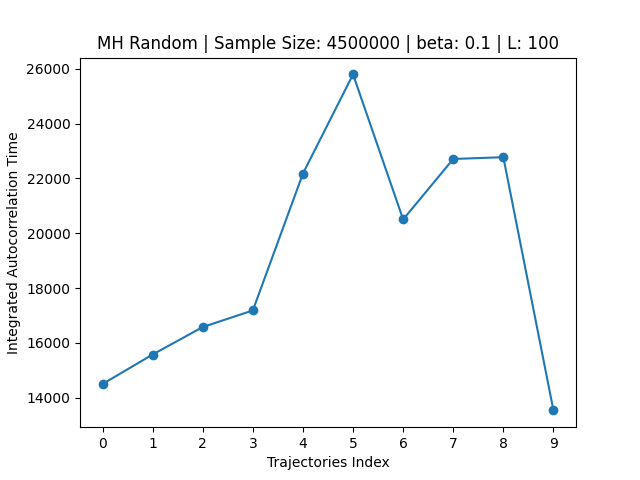 MH Random | Sample Size: 4500000 | beta: 0.1 | L: 100
Integrated Autocorrelation Time
26000
24000
22000
20000
18000
16000
14000
0 1 2 3 4 5 6 7 8 9
Trajectories Index